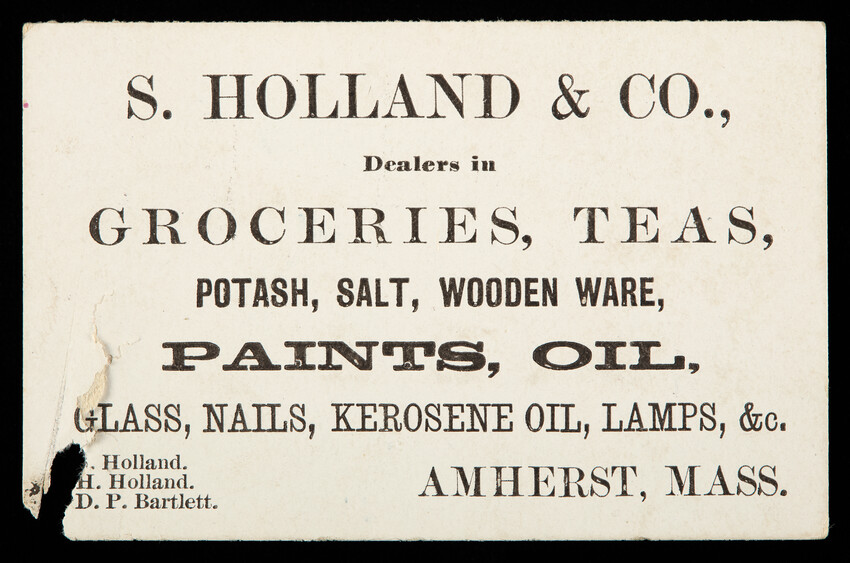 S. HOLLAND & CO.,
Dealers in
GROCERIES, TEAS,
POTASH, SALT, WOODEN WARE,
PAINTS, OIL,
GLASS, NAILS, KEROSENE OIL, LAMPS, &c.
Holland.
H. Holland.
D. P. Bartlett.
AMHERST, MASS.